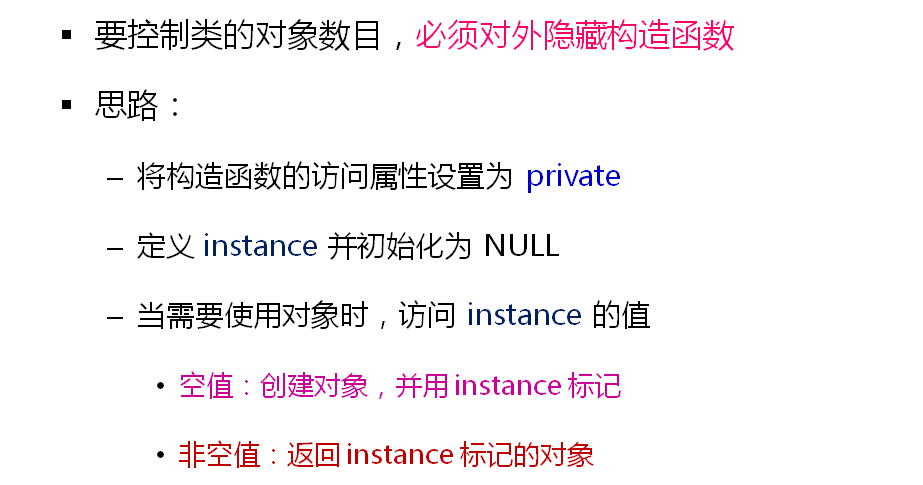 ▪ 要控制类的对象数目，必须对外隐藏构造函数
▪ 思路：
– 将构造函数的访问属性设置为 private
– 定义 instance 并初始化为 NULL
– 当需要使用对象时，访问 instance 的值
• 空值：创建对象，并用 instance 标记
• 非空值：返回 instance 标记的对象